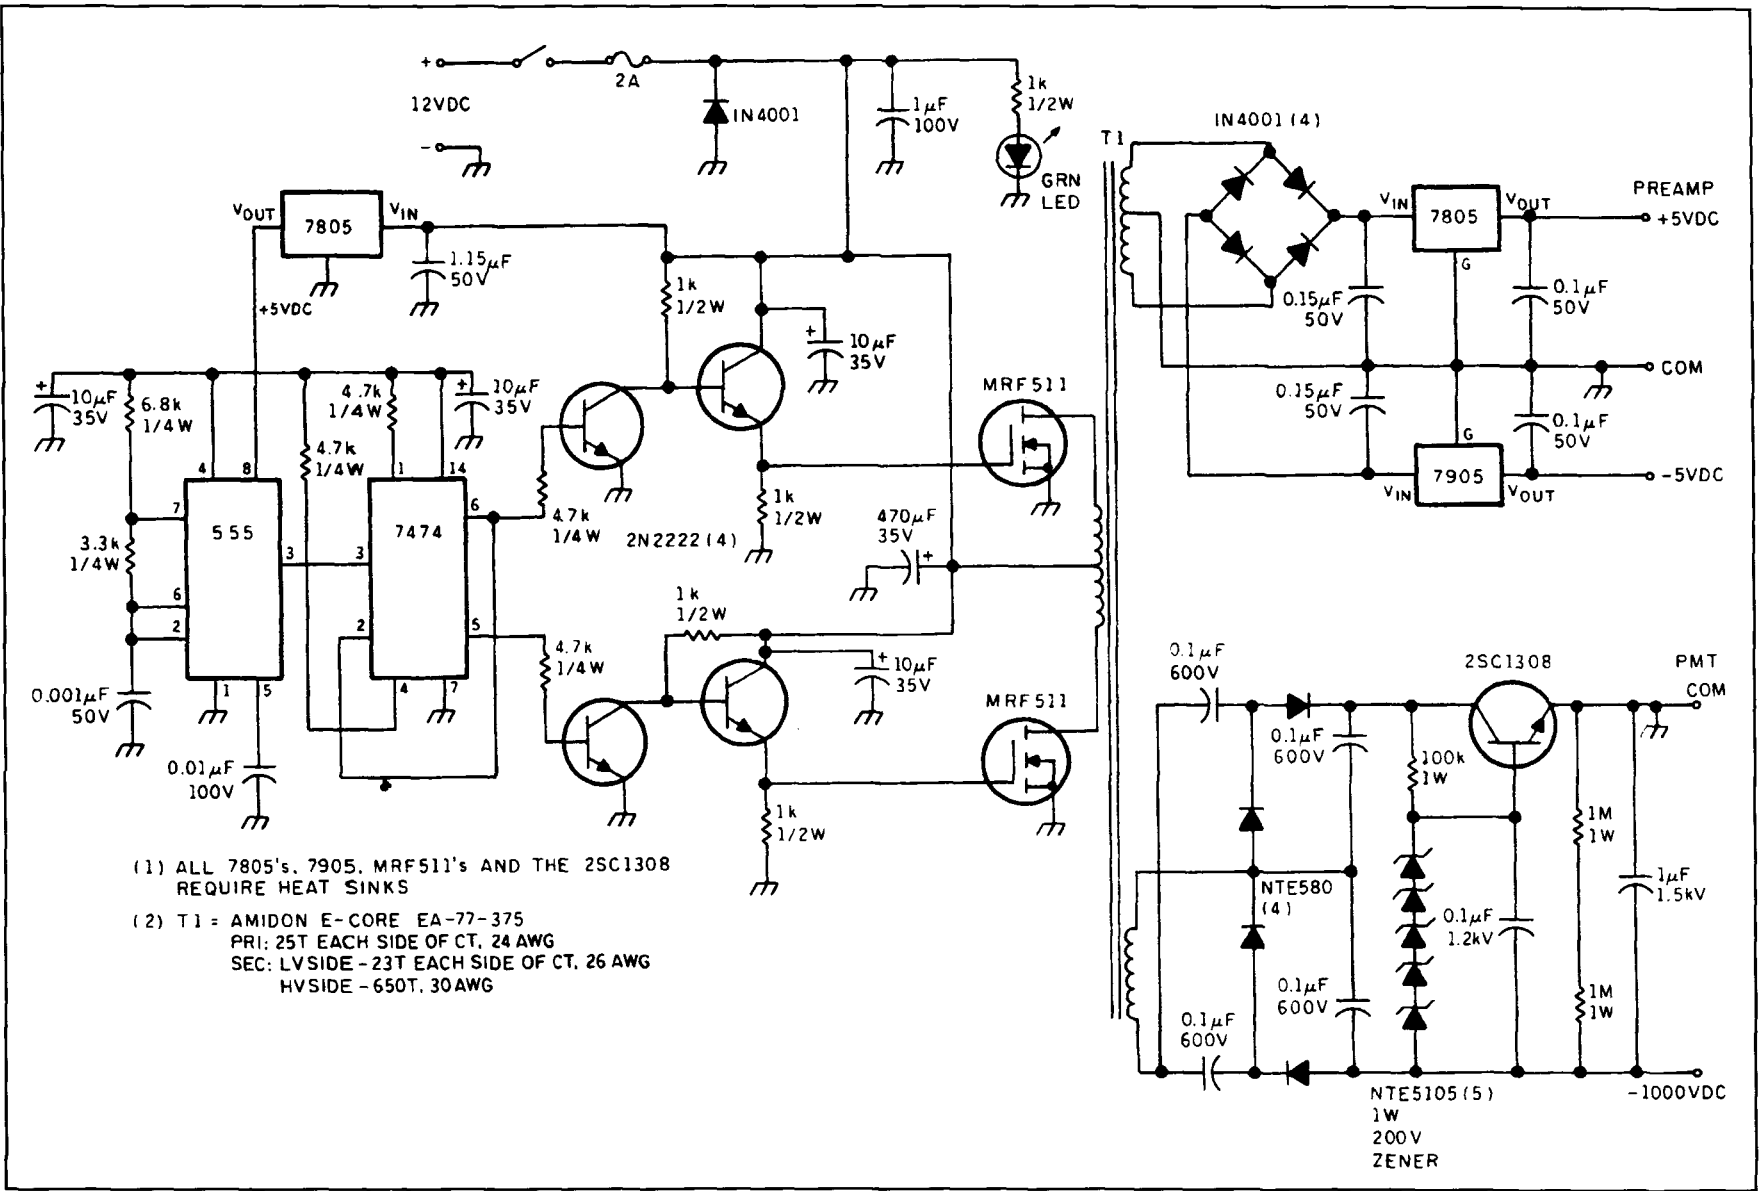 +
12VDC
-
2A
IN4001
1μF
100V
1k
1/2W
GRN
LED
T1
IN4001 (4)
VOUT
7805
VIN
1.15μF
50V
+5VDC
VIN
7805
VOUT
G
PREAMP
+5VDC
0.15μF
50V
0.1μF
50V
COM
0.15μF
50V
0.1μF
50V
G
VIN
7905
VOUT
-5VDC
1k
1/2W
+
10μF
35V
+
10μF
35V
6.8k
1/4W
4.7k
1/4W
4.7k
1/4W
+
10μF
35V
4
8
1
14
7
555
3
3
7474
6
3.3k
1/4W
6
2
2
5
1
5
4
7
0.001μF
50V
0.01μF
100V
4.7k
1/4W
1k
1/2W
2N2222 (4)
MRF511
470μF
35V
+
1k
1/2W
4.7k
1/4W
+
10μF
35V
MRF511
1k
1/2W
0.1μF
600V
2SC1308
PMT
COM
0.1μF
600V
100k
1W
1M
1W
NTE580
(4)
0.1μF
1.2kV
1μF
1.5kV
0.1μF
600V
1M
1W
0.1μF
600V
-1000VDC
NTE5105 (5)
1W
200V
ZENER
(1) ALL 7805's, 7905, MRF511's AND THE 2SC1308
REQUIRE HEAT SINKS
(2) T1 = AMIDON E-CORE EA-77-375
PRI: 25T EACH SIDE OF CT, 24 AWG
SEC: LVSIDE-23T EACH SIDE OF CT, 26 AWG
HVSIDE-650T, 30AWG